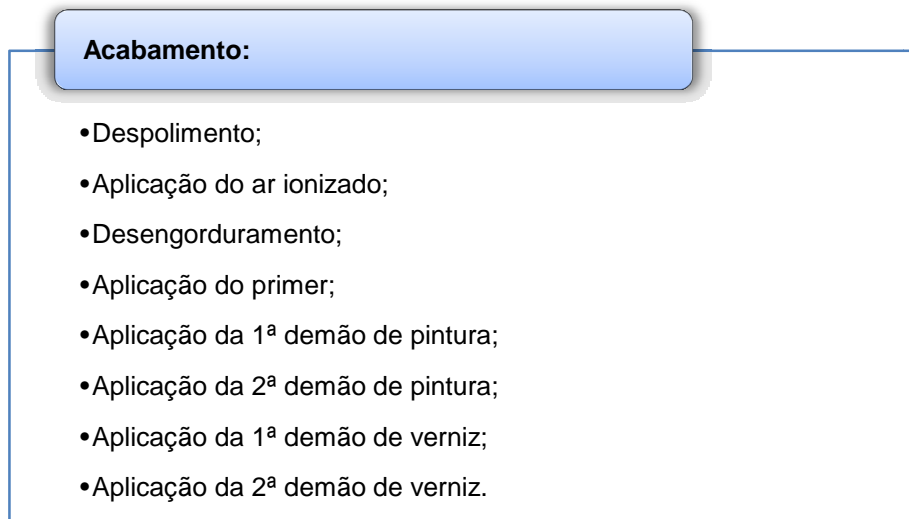 Acabamento:
•Despolimento;
•Aplicação do ar ionizado;
•Desengorduramento;
•Aplicação do primer;
•Aplicação da 1ª demão de pintura;
•Aplicação da 2ª demão de pintura;
•Aplicação da 1ª demão de verniz;
•Aplicação da 2ª demão de verniz.